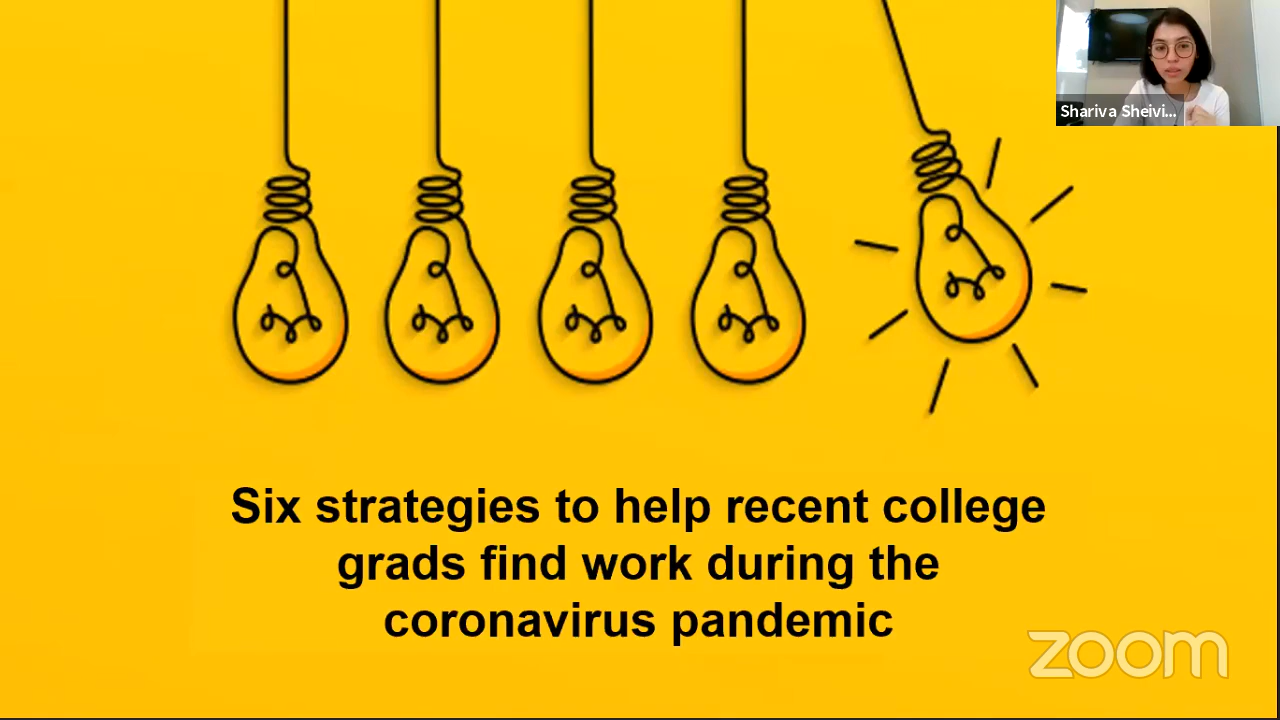 Shariva Sheivi...
Six strategies to help recent college
grads find work during the
coronavirus pandemic
zoom